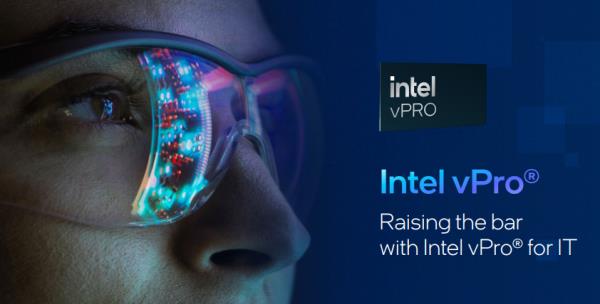 intel
vPRO
Intel vPro®
Raising the bar
with Intel vPro® for IT